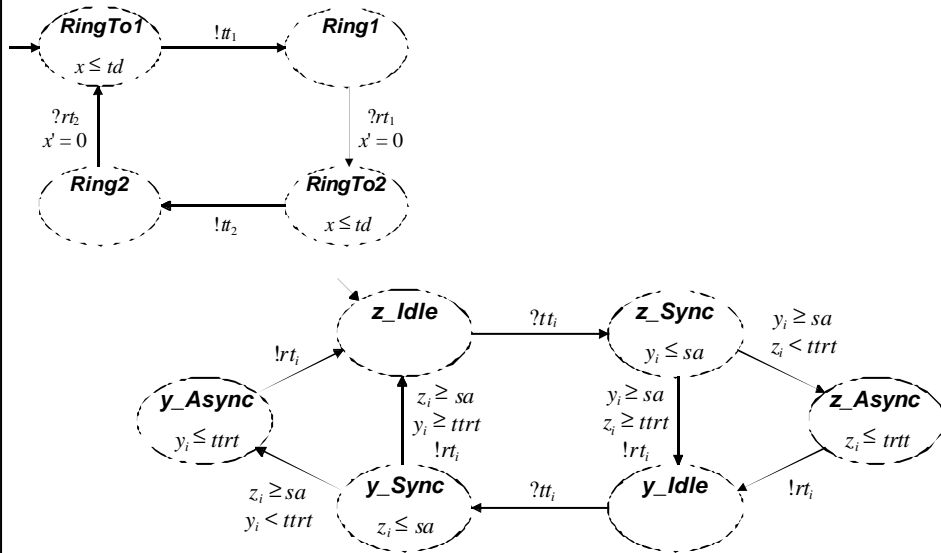 RingTo1
!tt₁
Ring1
x ≤ td
?rt₂
x' = 0
?rt₁
x' = 0
Ring2
RingTo2
!tt₂
x ≤ td
z_Idle
?ttᵢ
z_Sync
yᵢ ≥ sa
zᵢ < ttrt
yᵢ ≤ sa
!rtᵢ
zᵢ ≥ sa
yᵢ ≥ ttrt
!rtᵢ
yᵢ ≥ sa
zᵢ ≥ ttrt
!rtᵢ
y_Async
yᵢ ≤ ttrt
z_Async
zᵢ ≤ trtt
zᵢ ≥ sa
yᵢ < ttrt
y_Sync
zᵢ ≤ sa
?ttᵢ
y_Idle
!rtᵢ